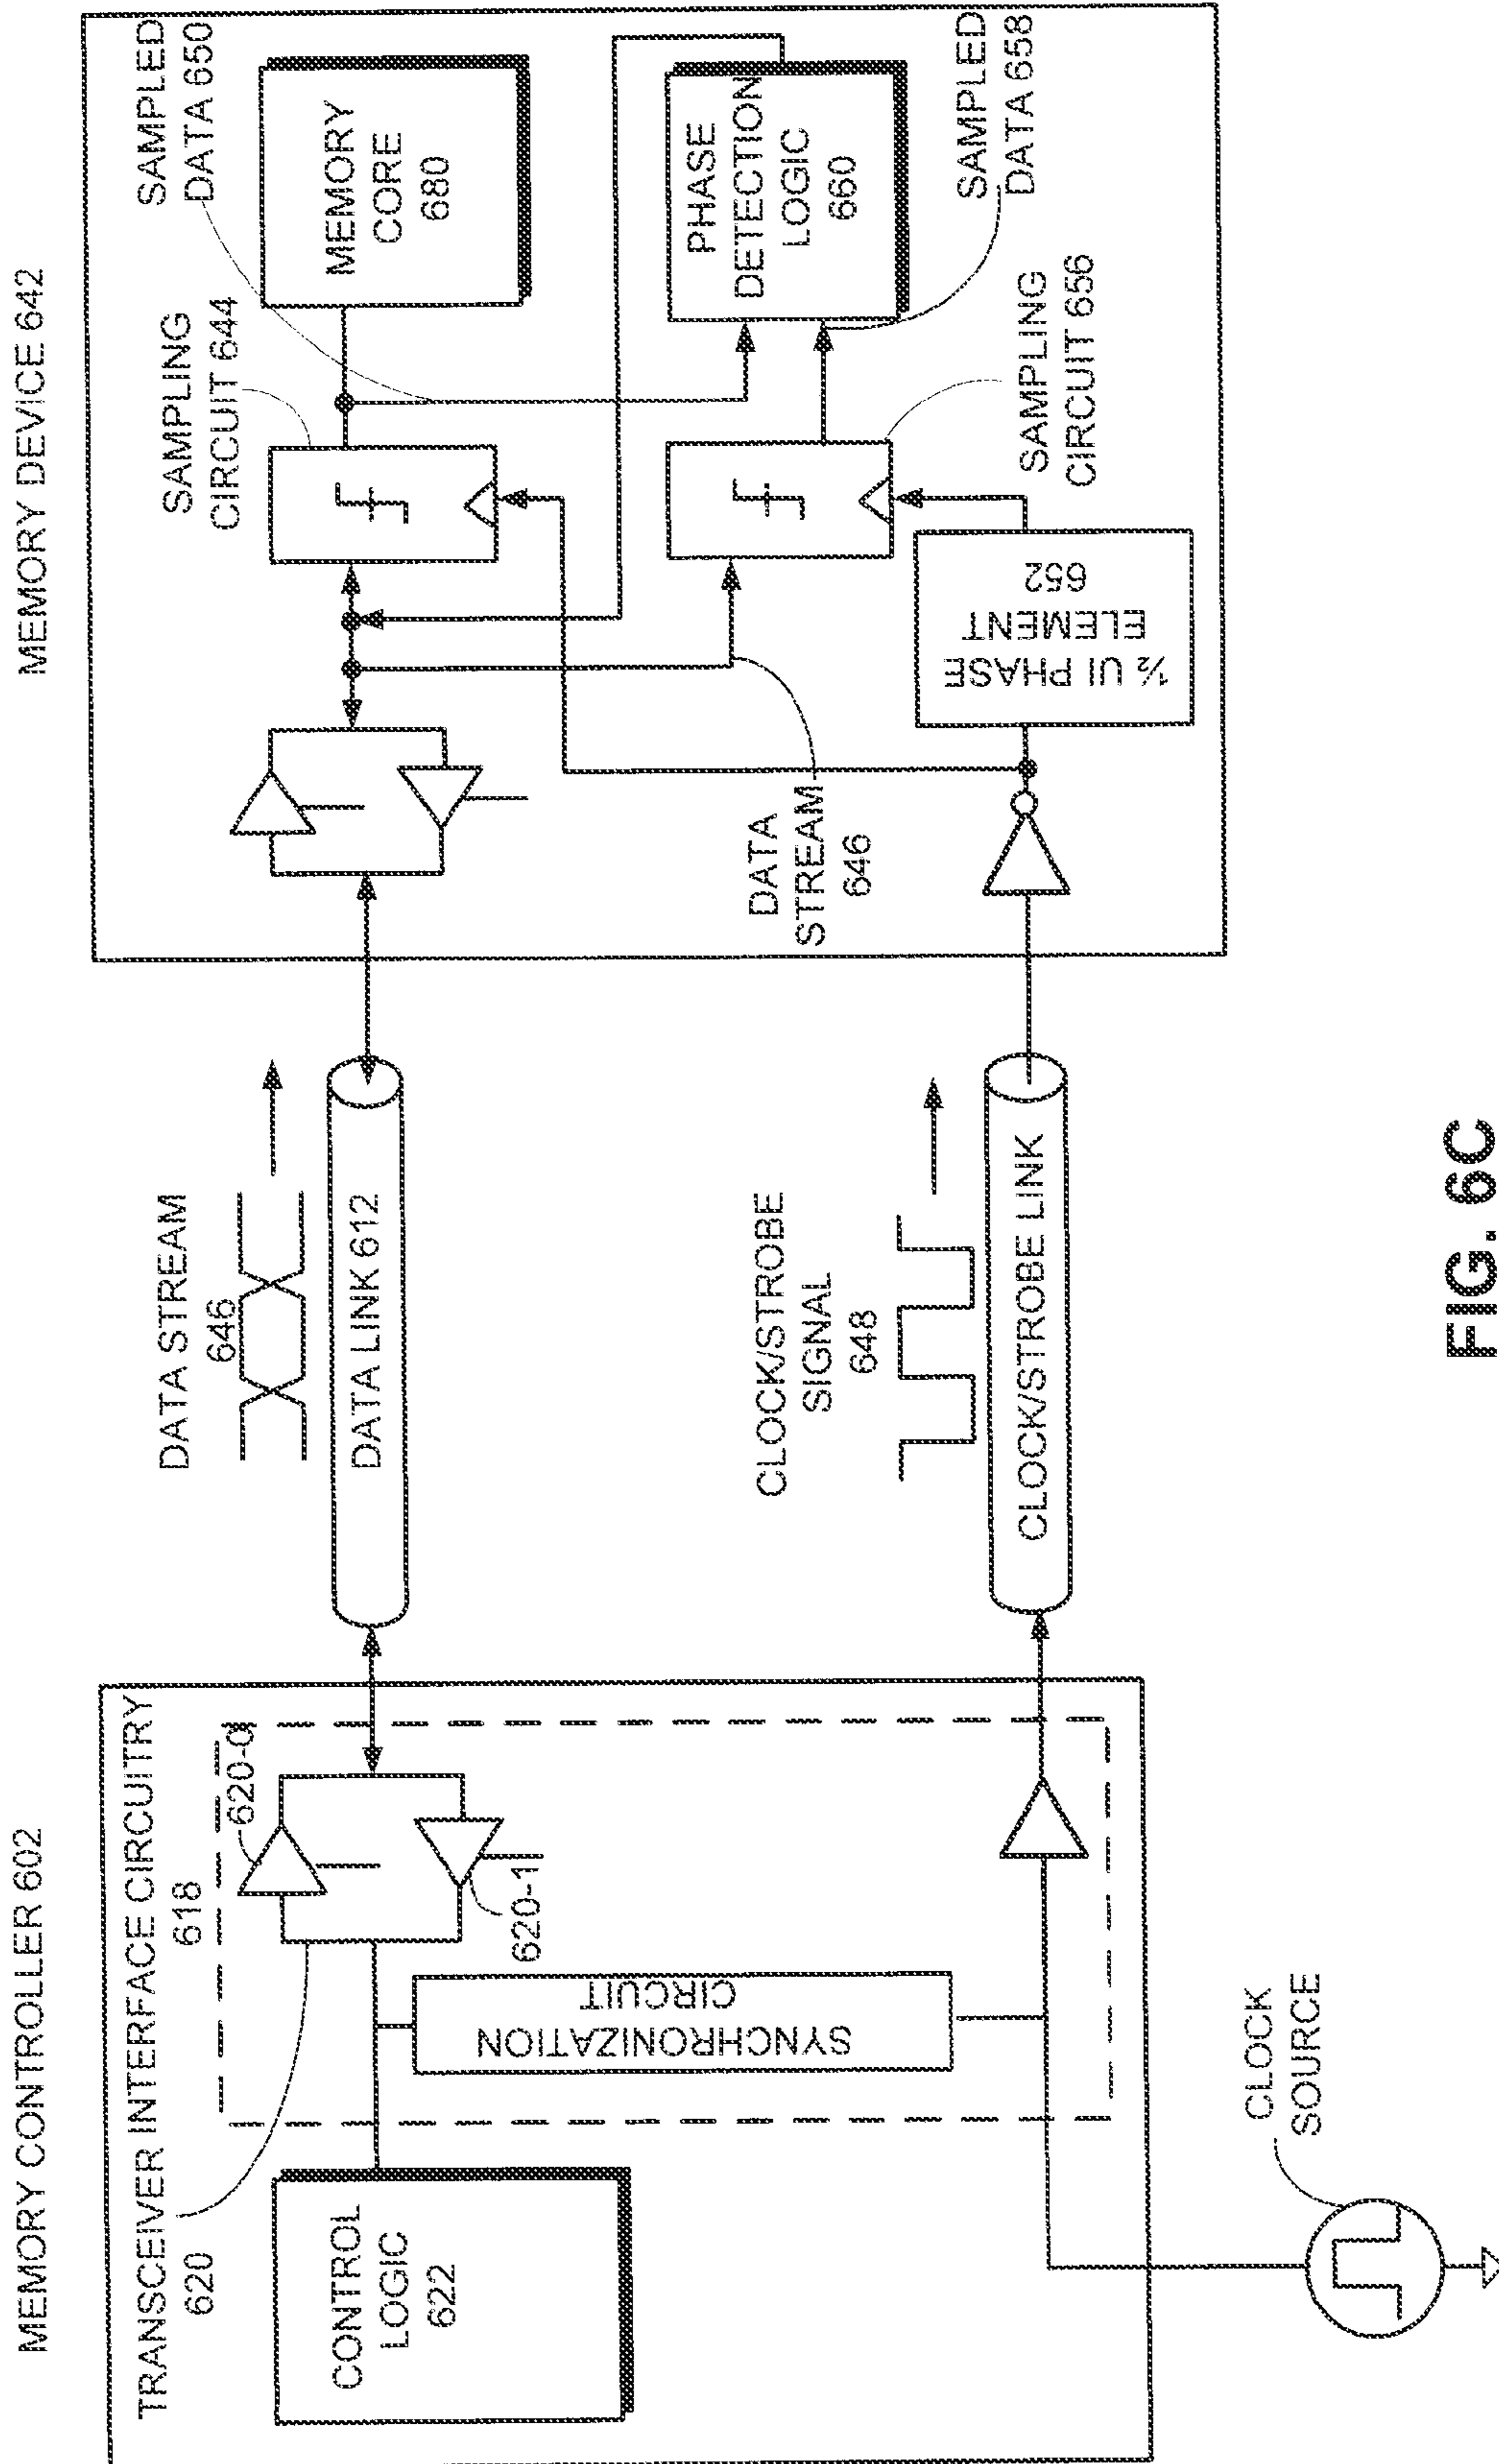 MEMORY CONTROLLER 602
TRANSCEIVER INTERFACE CIRCUITRY
620
618
620-0
620-1
CONTROL
LOGIC
622
SYNCHRONIZATION
CIRCUIT
CLOCK
SOURCE
DATA STREAM
646
DATA LINK 612
CLOCK/STROBE
SIGNAL
648
CLOCK/STROBE LINK
MEMORY DEVICE 642
SAMPLING
CIRCUIT 644
SAMPLED
DATA 650
MEMORY
CORE
680
PHASE
DETECTION
LOGIC
660
SAMPLED
DATA 658
SAMPLING
CIRCUIT 656
DATA
STREAM
646
½ UI PHASE
ELEMENT
652
FIG. 6C